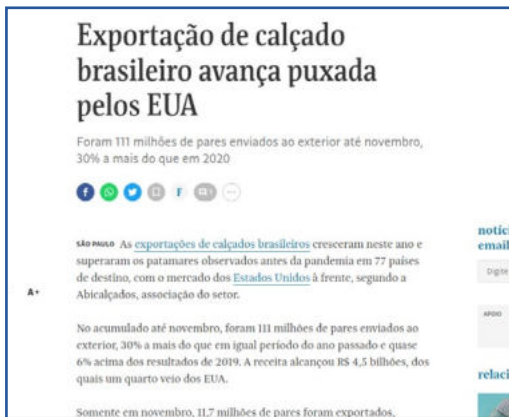 Exportação de calçado
brasileiro avança puxada
pelos EUA
Foram 111 milhões de pares enviados ao exterior até novembro,
30% a mais do que em 2020
F
SÃO PAULO As exportações de calçados brasileiros cresceram neste ano e
superaram os patamares observados antes da pandemia em 77 países
de destino, com o mercado dos Estados Unidos à frente, segundo a
Abicalçados, associação do setor.
A+
No acumulado até novembro, foram 111 milhões de pares enviados ao
exterior, 30% a mais do que em igual período do ano passado e quase
6% acima dos resultados de 2019. A receita alcançou R$ 4,5 bilhões, dos
quais um quarto veio dos EUA.
Somente em novembro, 11,7 milhões de pares foram exportados,
notíci
email
Digite
APOIO
relaci